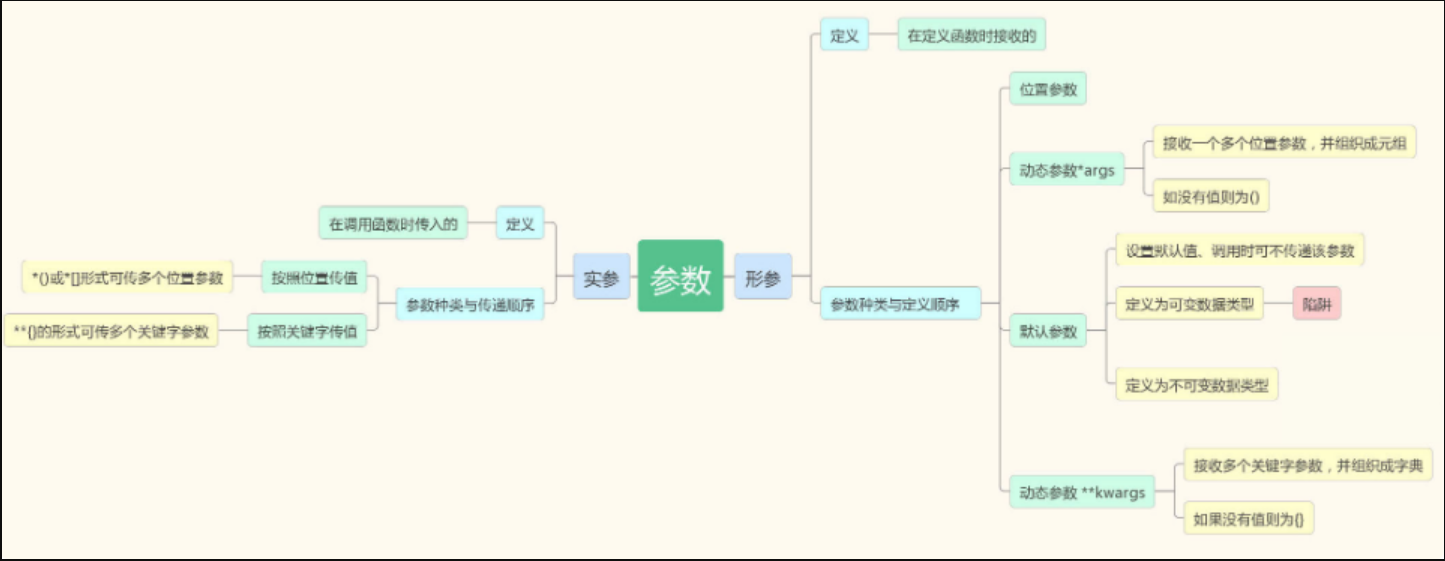 参数
形参
定义
在定义函数时接收的
参数种类与定义顺序
位置参数
动态参数*args
接收一个多个位置参数，并组织成元组
如没有值则为()
默认参数
设置默认值、调用时可不传递该参数
定义为可变数据类型
陷阱
定义为不可变数据类型
动态参数 **kwargs
接收多个关键字参数，并组织成字典
如果没有值则为{}
实参
定义
在调用函数时传入的
参数种类与传递顺序
按照位置传值
*()或*[]形式可传多个位置参数
按照关键字传值
**{}的形式可传多个关键字参数